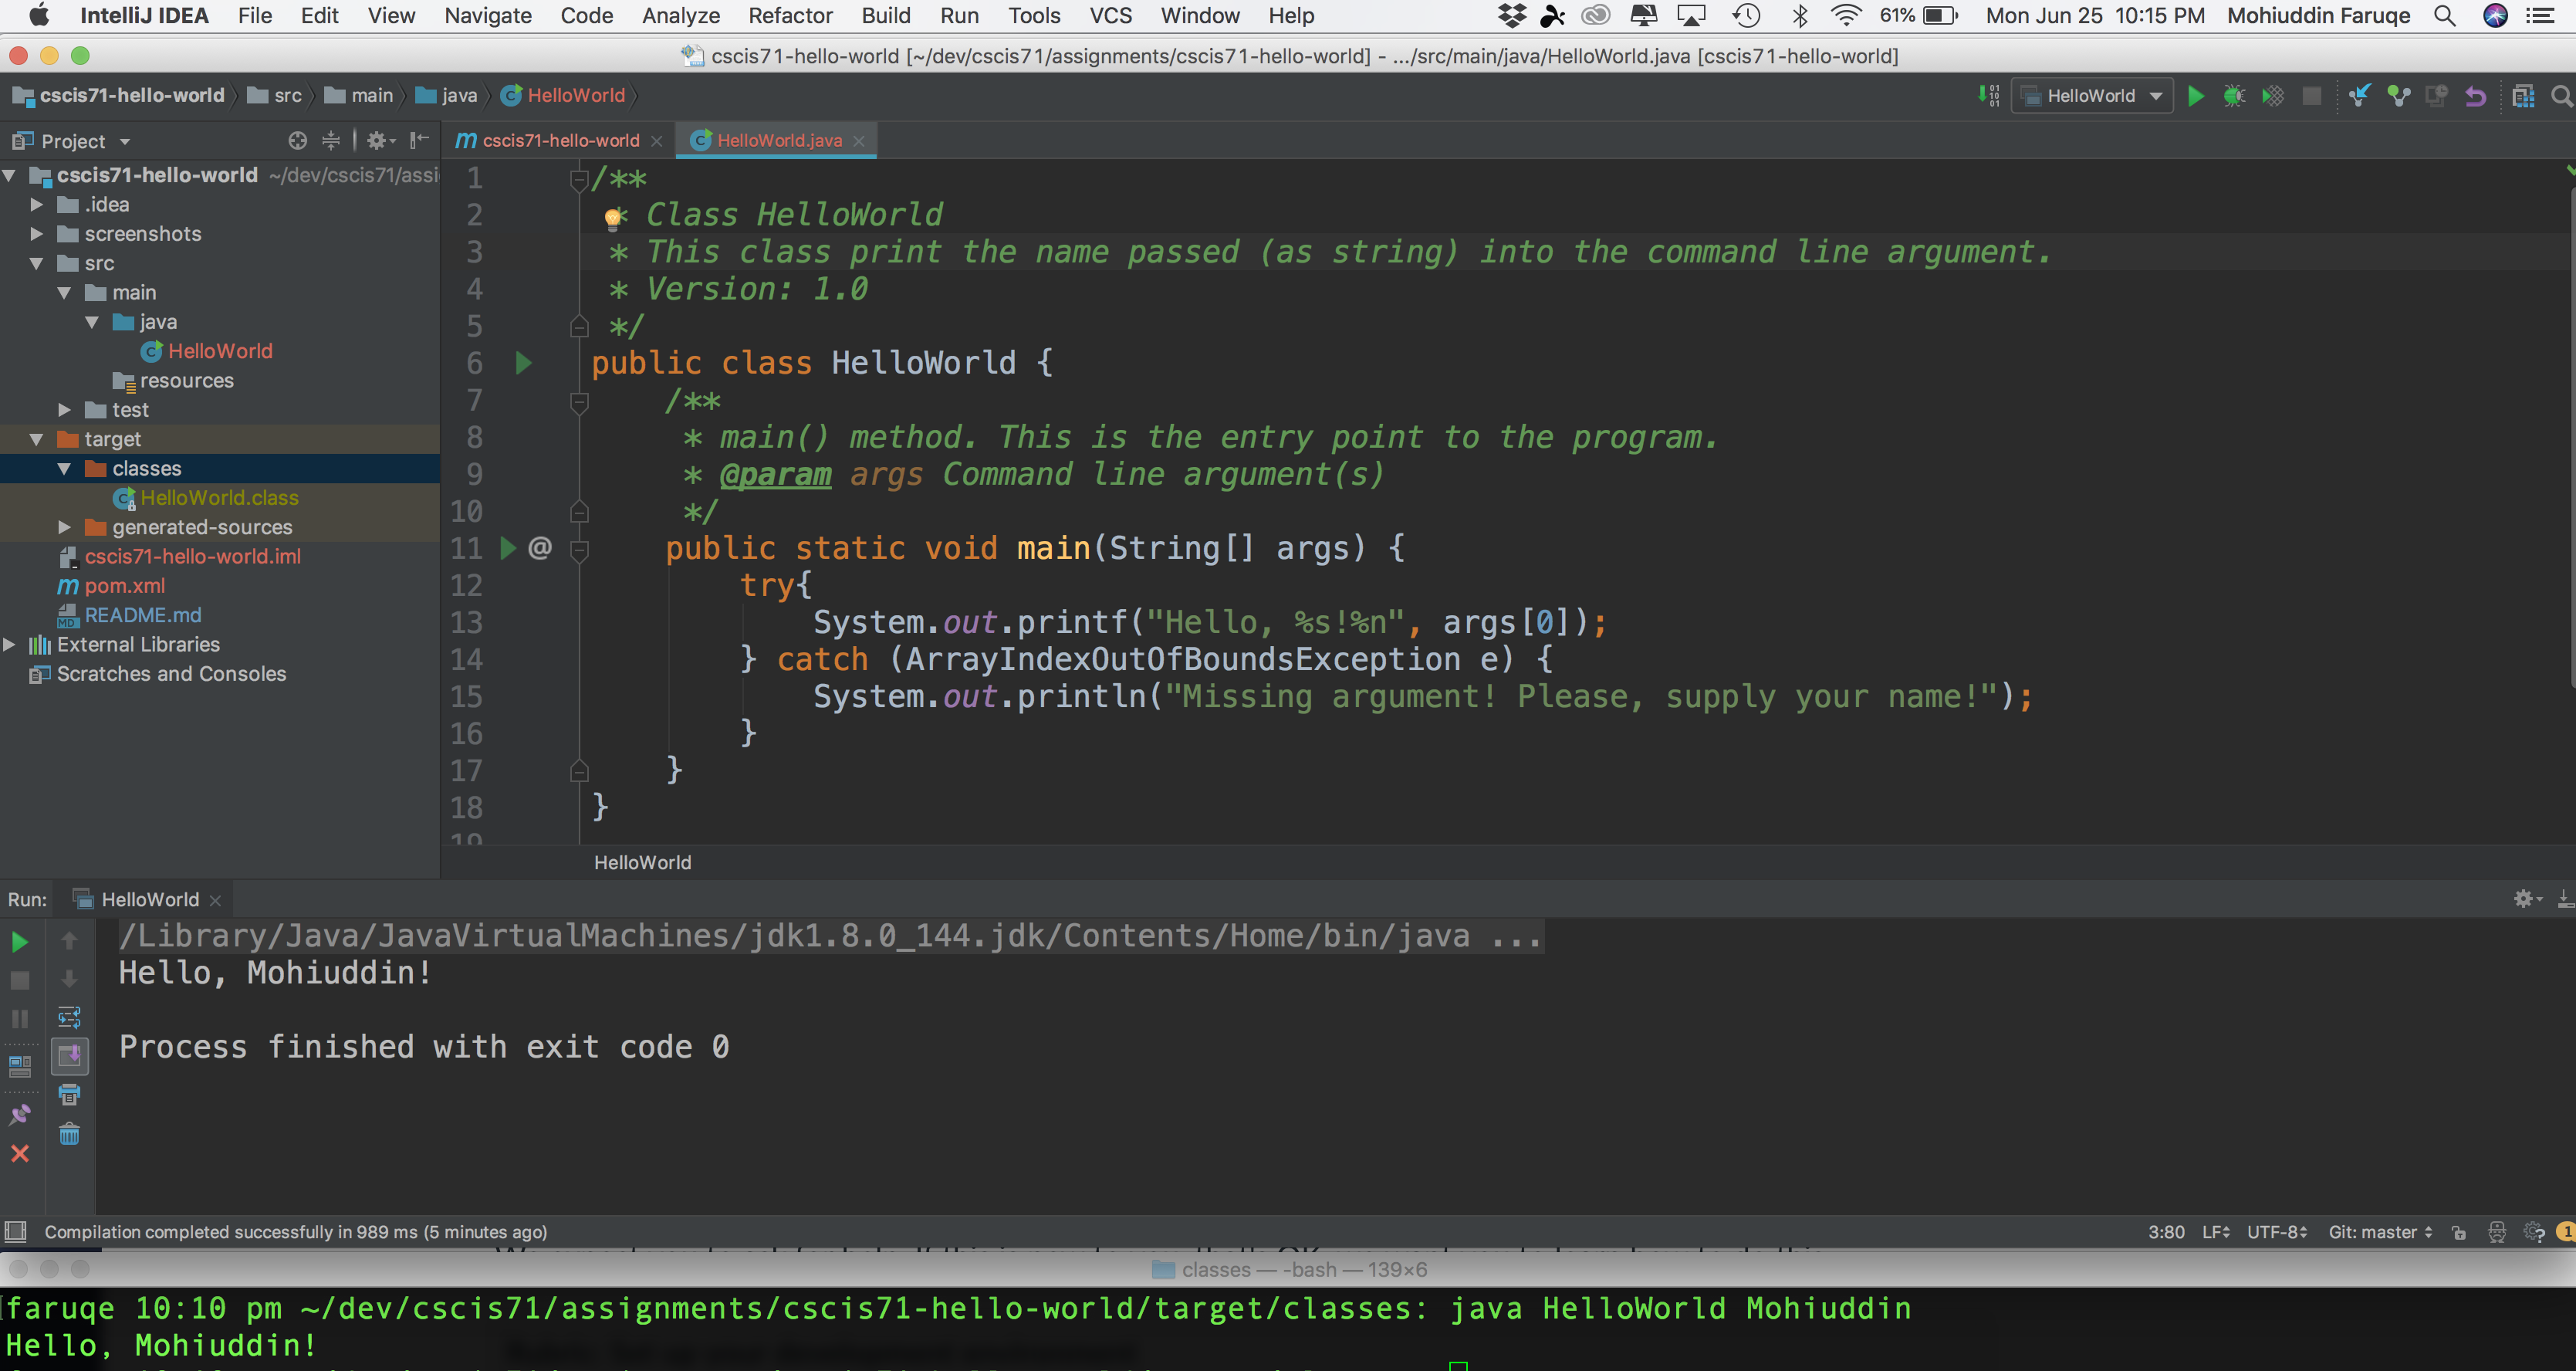 IntelliJ IDEA File Edit View Navigate Code Analyze Refactor Build Run Tools VCS Window Help 61% Mon Jun 25 10:15 PM Mohiuddin Faruqe
cscis71-hello-world [~/dev/cscis71/assignments/cscis71-hello-world] - .../src/main/java/HelloWorld.java [cscis71-hello-world]
cscis71-hello-world src main java HelloWorld HelloWorld
Project
cscis71-hello-world HelloWorld.java
cscis71-hello-world ~/dev/cscis71/assi
.idea
screenshots
src
main
java
HelloWorld
resources
test
target
classes
HelloWorld.class
generated-sources
cscis71-hello-world.iml
pom.xml
README.md
External Libraries
Scratches and Consoles
1 /**
2 * Class HelloWorld
3 * This class print the name passed (as string) into the command line argument.
4 * Version: 1.0
5 */
6 public class HelloWorld {
7 /**
8 * main() method. This is the entry point to the program.
9 * @param args Command line argument(s)
10 */
11 @ public static void main(String[] args) {
12 try{
13 System.out.printf("Hello, %s!%n", args[0]);
14 } catch (ArrayIndexOutOfBoundsException e) {
15 System.out.println("Missing argument! Please, supply your name!");
16 }
17 }
18 }
19
HelloWorld
Run: HelloWorld
/Library/Java/JavaVirtualMachines/jdk1.8.0_144.jdk/Contents/Home/bin/java ...
Hello, Mohiuddin!
Process finished with exit code 0
Compilation completed successfully in 989 ms (5 minutes ago) 3:80 LF UTF-8 Git: master 1
classes — -bash — 139×6
faruqe 10:10 pm ~/dev/cscis71/assignments/cscis71-hello-world/target/classes: java HelloWorld Mohiuddin
Hello, Mohiuddin!